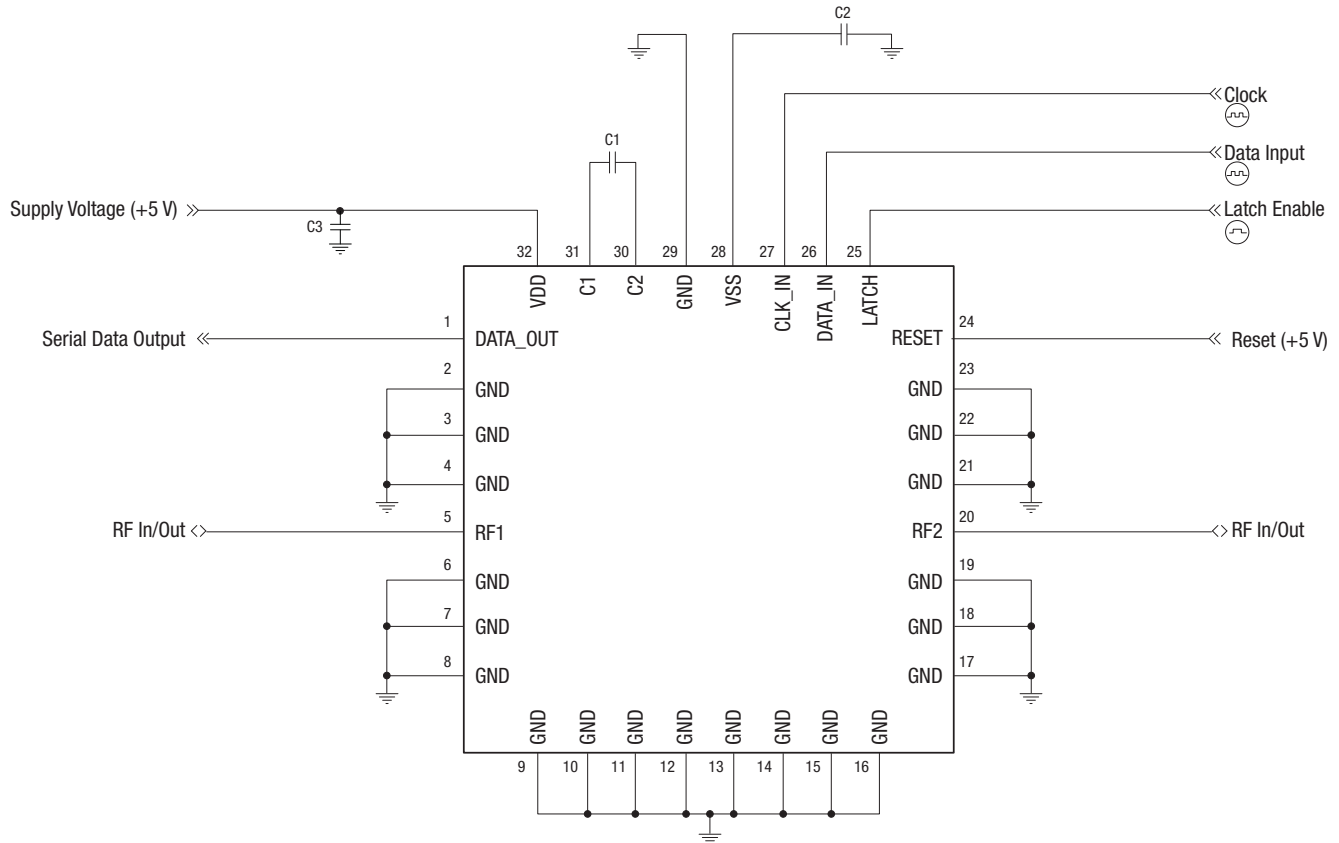 C2
Clock
C1
Data Input
Supply Voltage (+5 V)
Latch Enable
C3
32 31 30 29 28 27 26 25
VDD C1 C2 GND VSS CLK_IN DATA_IN LATCH
Serial Data Output 1 DATA_OUT RESET 24 Reset (+5 V)
2 GND GND 23
3 GND GND 22
4 GND GND 21
RF In/Out 5 RF1 RF2 20 RF In/Out
6 GND GND 19
7 GND GND 18
8 GND GND 17
GND GND GND GND GND GND GND GND
9 10 11 12 13 14 15 16